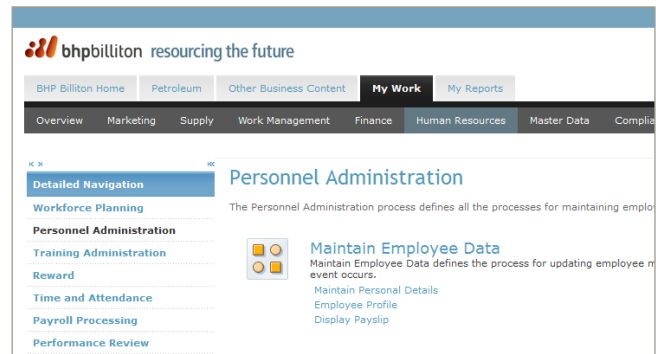 bhpbilliton resourcing the future
BHP Billiton Home Petroleum Other Business Content My Work My Reports
Overview Marketing Supply Work Management Finance Human Resources Master Data Complia
Detailed Navigation
Workforce Planning
Personnel Administration
Training Administration
Reward
Time and Attendance
Payroll Processing
Performance Review
Personnel Administration
The Personnel Administration process defines all the processes for maintaining emplo
Maintain Employee Data
Maintain Employee Data defines the process for updating employee m
event occurs.
Maintain Personal Details
Employee Profile
Display Payslip